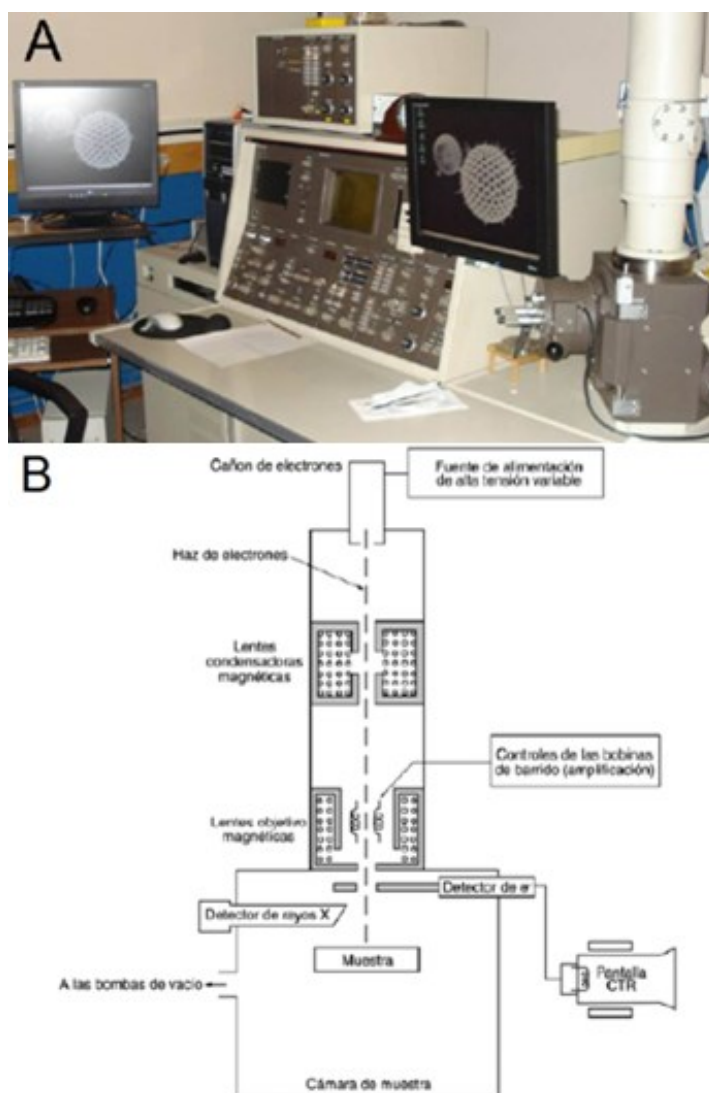 A
B
Cañon de electrones
Fuente de alimentación
de alta tensión variable
Haz de electrones
Lentes
condensadoras
magnéticas
Controles de las bobinas
de barrido (amplificación)
Lentes objetivo
magnéticas
Detector de e-
Detector de rayos X
Muestra
Pantalla
CTR
A las bombas de vacío
Cámara de muestra